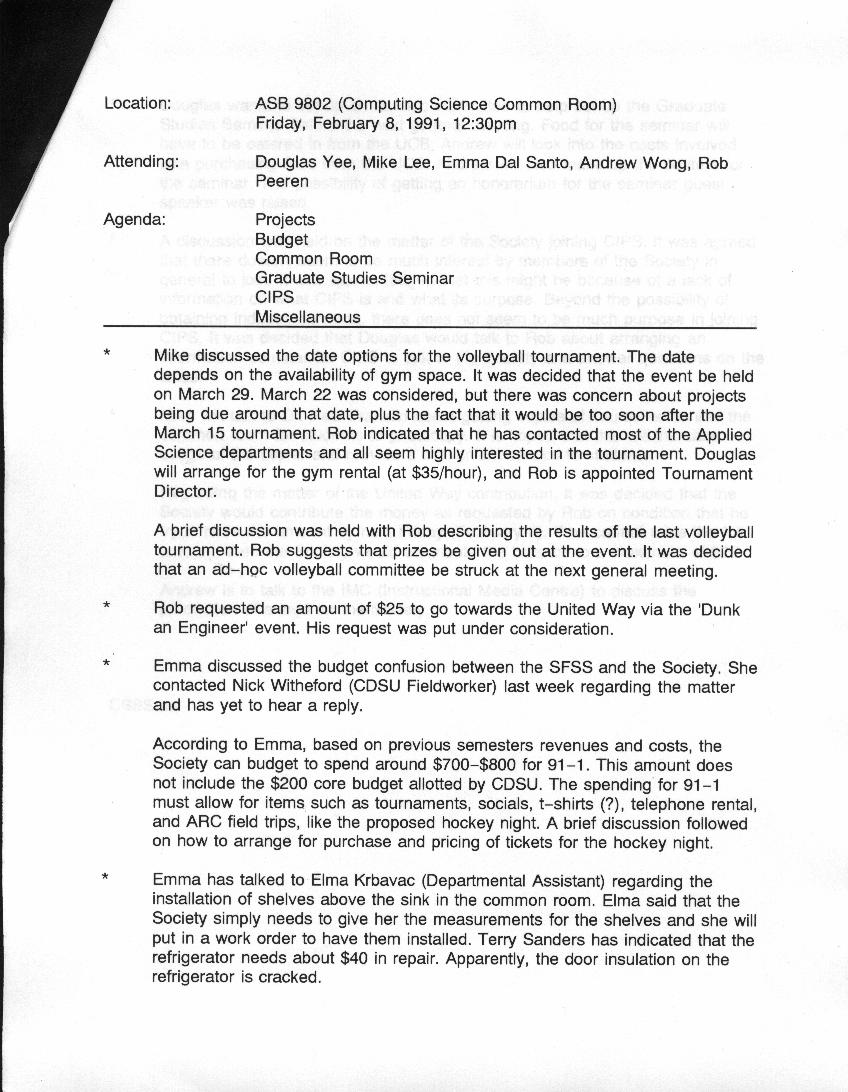 Location: ASB 9802 (Computing Science Common Room)
Friday, February 8, 1991, 12:30pm
Attending: Douglas Yee, Mike Lee, Emma Dal Santo, Andrew Wong, Rob
Peeren
Agenda: Projects
Budget
Common Room
Graduate Studies Seminar
CIPS
Miscellaneous
* Mike discussed the date options for the volleyball tournament. The date
depends on the availability of gym space. It was decided that the event be held
on March 29. March 22 was considered, but there was concern about projects
being due around that date, plus the fact that it would be too soon after the
March 15 tournament. Rob indicated that he has contacted most of the Applied
Science departments and all seem highly interested in the tournament. Douglas
will arrange for the gym rental (at $35/hour), and Rob is appointed Tournament
Director.
A brief discussion was held with Rob describing the results of the last volleyball
tournament. Rob suggests that prizes be given out at the event. It was decided
that an ad-hoc volleyball committee be struck at the next general meeting.
* Rob requested an amount of $25 to go towards the United Way via the 'Dunk
an Engineer' event. His request was put under consideration.
* Emma discussed the budget confusion between the SFSS and the Society. She
contacted Nick Witheford (CDSU Fieldworker) last week regarding the matter
and has yet to hear a reply.
According to Emma, based on previous semesters revenues and costs, the
Society can budget to spend around $700-$800 for 91-1. This amount does
not include the $200 core budget allotted by CDSU. The spending for 91-1
must allow for items such as tournaments, socials, t-shirts (?), telephone rental,
and ARC field trips, like the proposed hockey night. A brief discussion followed
on how to arrange for purchase and pricing of tickets for the hockey night.
* Emma has talked to Elma Krbavac (Departmental Assistant) regarding the
installation of shelves above the sink in the common room. Elma said that the
Society simply needs to give her the measurements for the shelves and she will
put in a work order to have them installed. Terry Sanders has indicated that the
refrigerator needs about $40 in repair. Apparently, the door insulation on the
refrigerator is cracked.